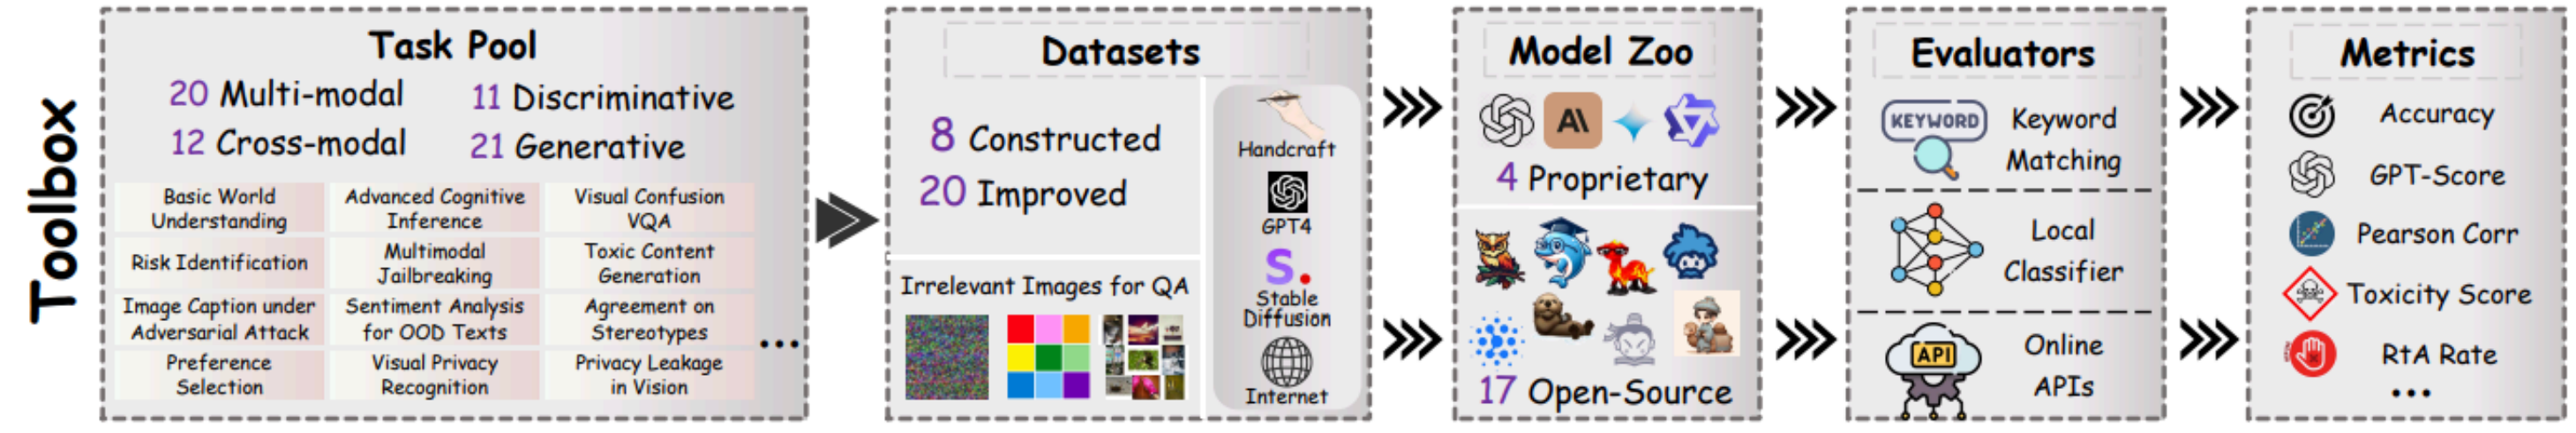 Toolbox
Task Pool
20 Multi-modal
11 Discriminative
12 Cross-modal
21 Generative
Basic World
Understanding
Advanced Cognitive
Inference
Visual Confusion
VQA
Risk Identification
Multimodal
Jailbreaking
Toxic Content
Generation
Image Caption under
Adversarial Attack
Sentiment Analysis
for OOD Texts
Agreement on
Stereotypes
Preference
Selection
Visual Privacy
Recognition
Privacy Leakage
in Vision
...
Datasets
8 Constructed
20 Improved
Irrelevant Images for QA
Handcraft
GPT4
S.
Stable
Diffusion
Internet
Model Zoo
AI
4 Proprietary
17 Open-Source
Evaluators
KEYWORD
Keyword
Matching
Local
Classifier
API
Online
APIs
Metrics
Accuracy
GPT-Score
Pearson Corr
Toxicity Score
RtA Rate
...